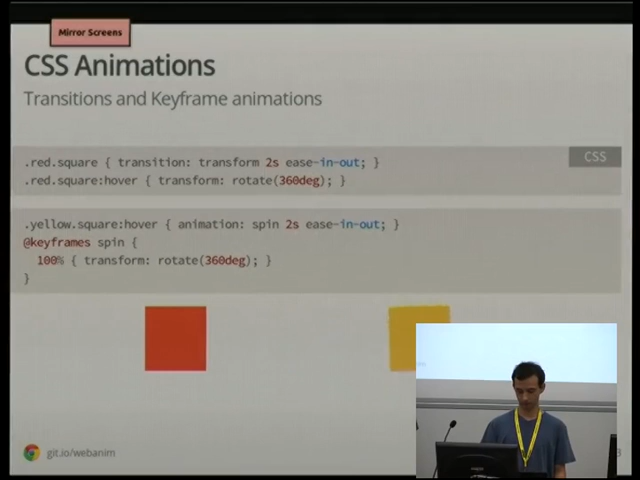 Mirror Screens
CSS Animations
Transitions and Keyframe animations
CSS
.red.square { transition: transform 2s ease-in-out; }
.red.square:hover { transform: rotate(360deg); }
.yellow.square:hover { animation: spin 2s ease-in-out; }
@keyframes spin {
100% { transform: rotate(360deg); }
}
git.io/webanim
3